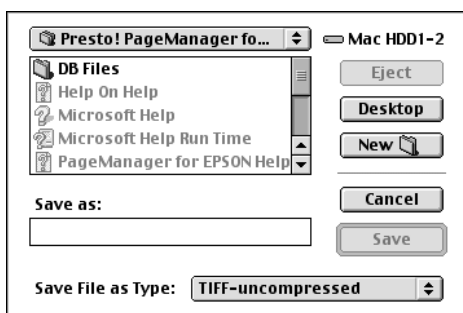 Presto! PageManager fo...
Mac HDD1-2
DB Files
Help On Help
Microsoft Help
Microsoft Help Run Time
PageManager for EPSON Help
Eject
Desktop
New
Save as:
Cancel
Save
Save File as Type: TIFF-uncompressed